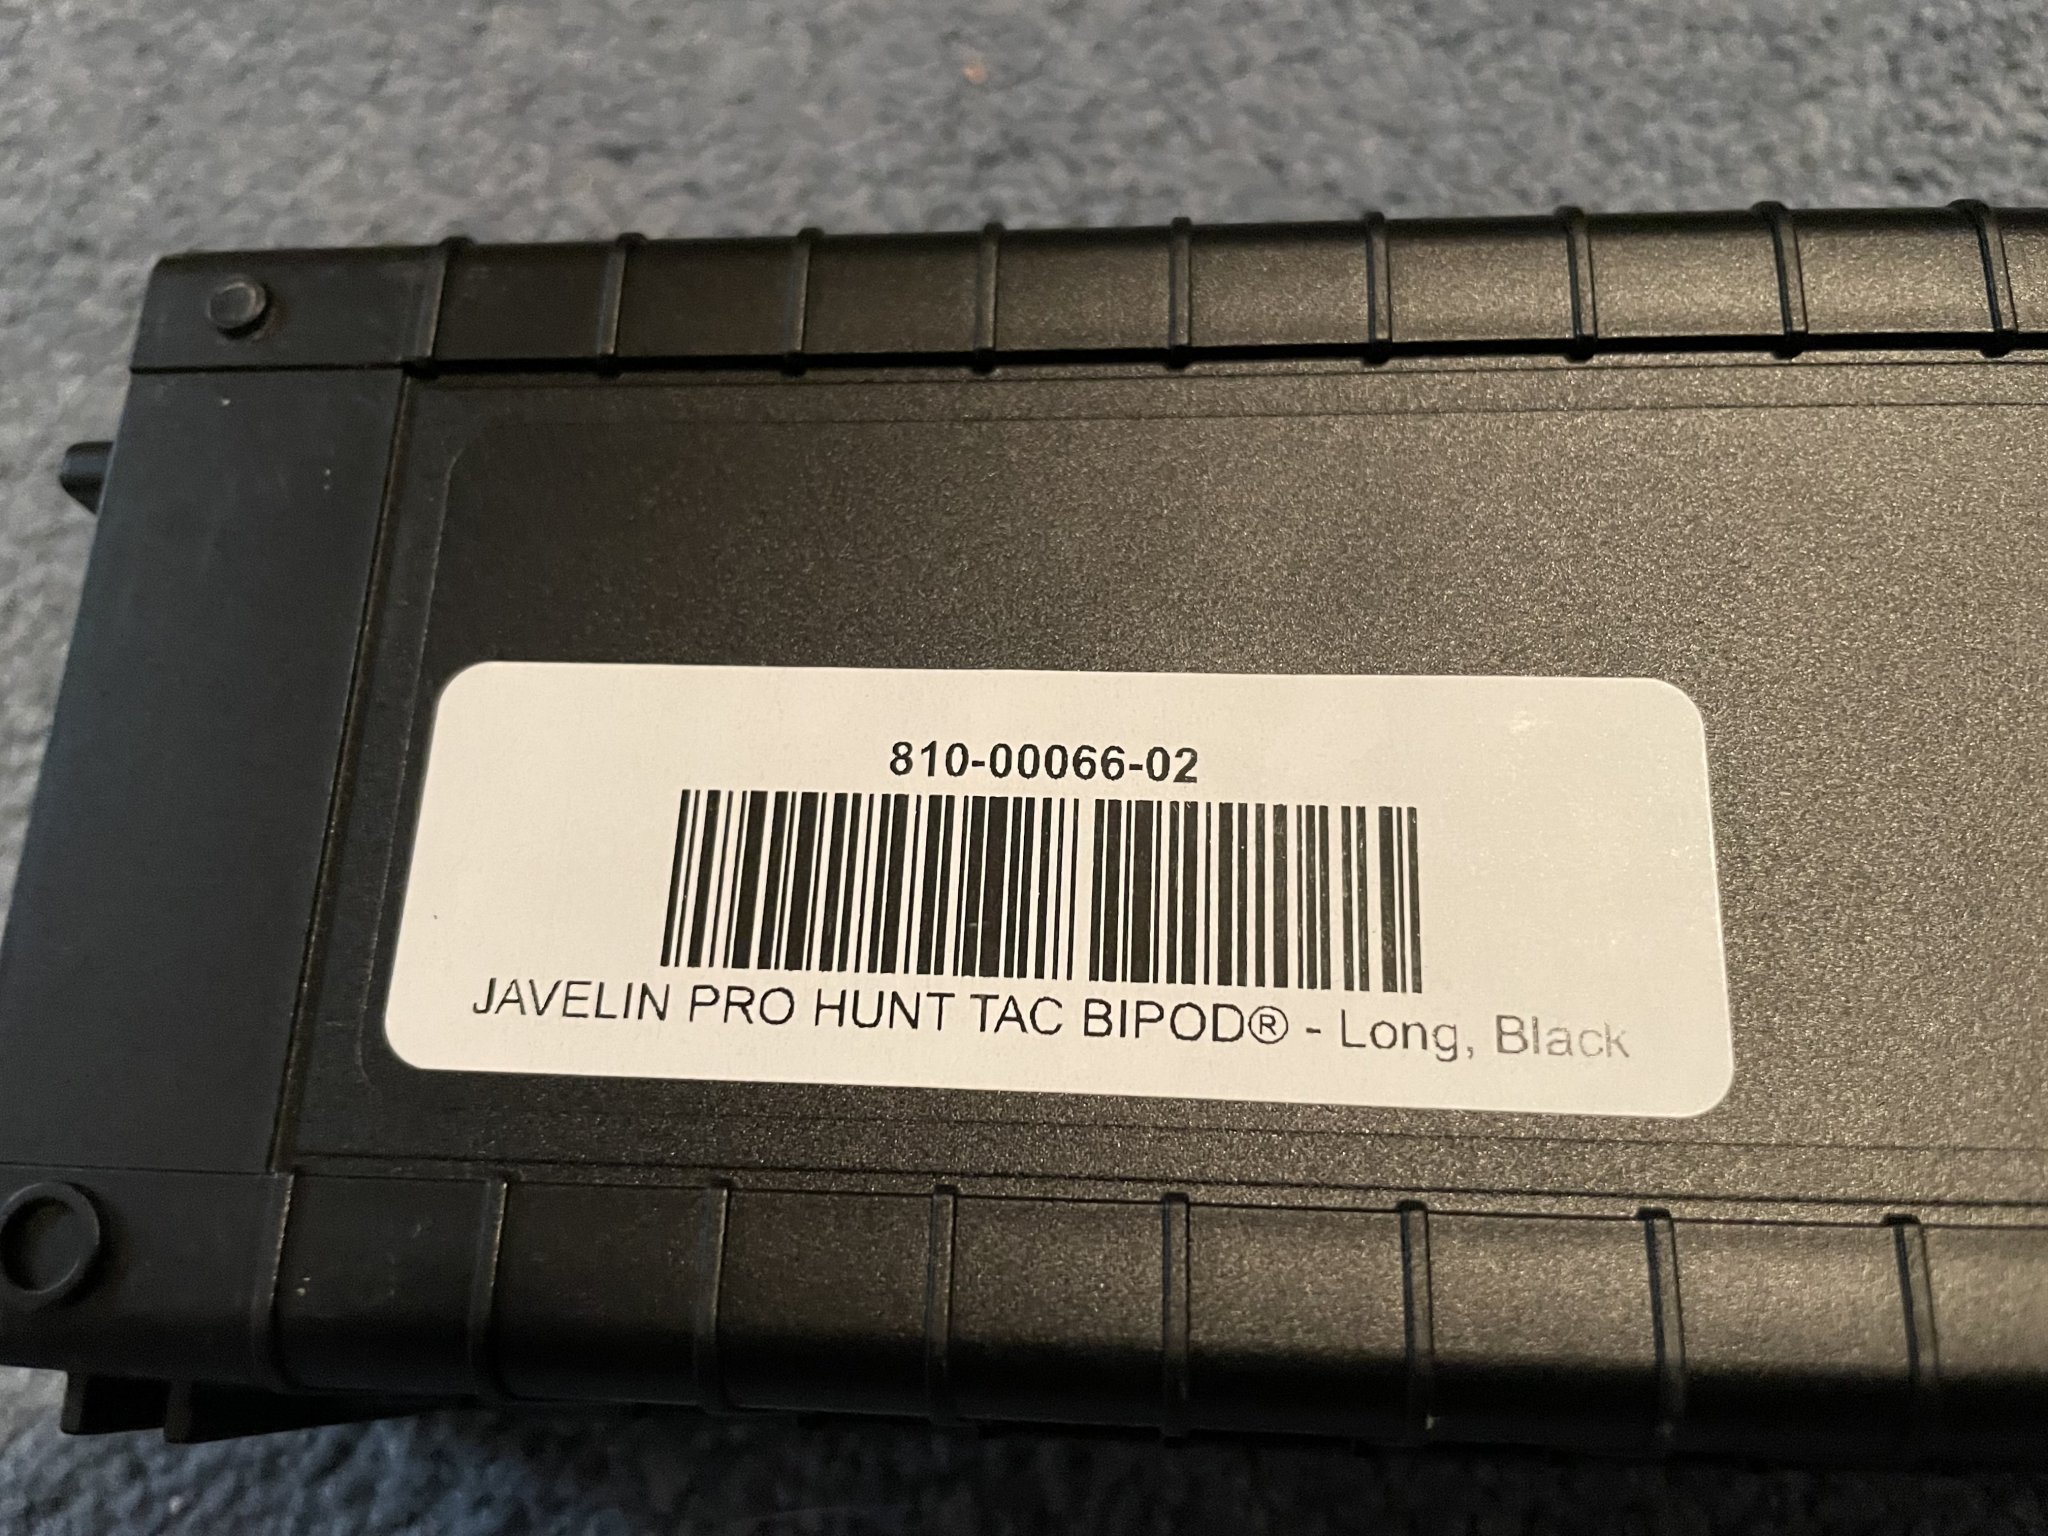 810-00066-02
JAVELIN PRO HUNT TAC BIPOD® - Long, Black